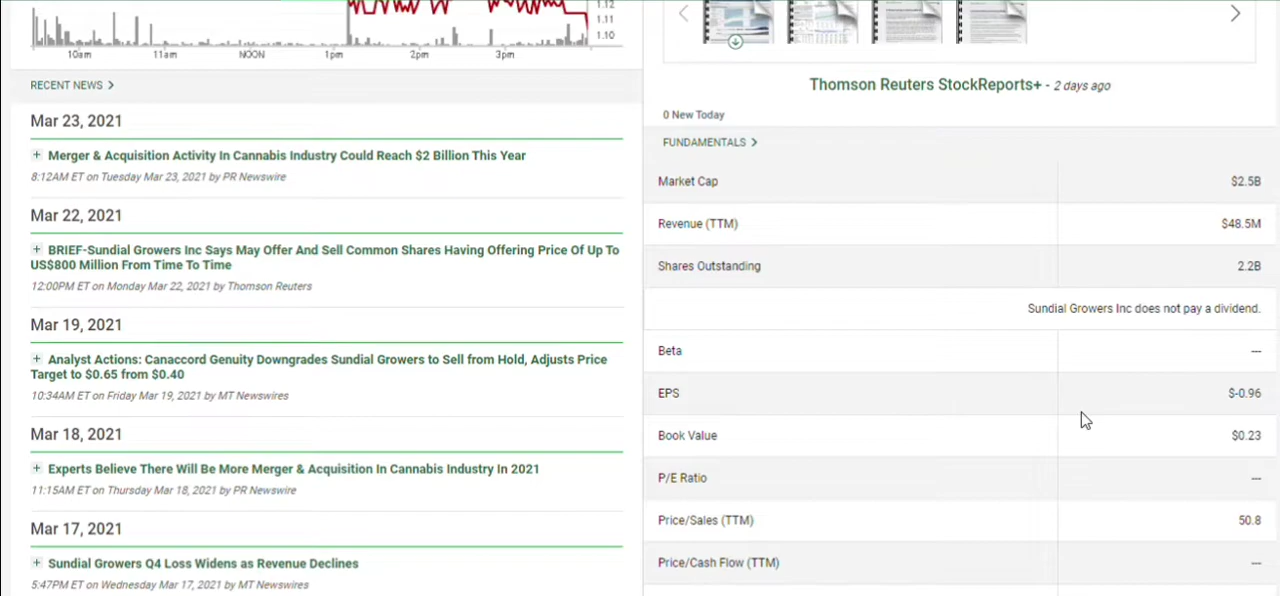 1.12
1.11
1.10
10am 11am NOON 1pm 2pm 3pm
RECENT NEWS >
Mar 23, 2021
+ Merger & Acquisition Activity In Cannabis Industry Could Reach $2 Billion This Year
8:12AM ET on Tuesday Mar 23, 2021 by PR Newswire
Mar 22, 2021
+ BRIEF-Sundial Growers Inc Says May Offer And Sell Common Shares Having Offering Price Of Up To
US$800 Million From Time To Time
12:00PM ET on Monday Mar 22, 2021 by Thomson Reuters
Mar 19, 2021
+ Analyst Actions: Canaccord Genuity Downgrades Sundial Growers to Sell from Hold, Adjusts Price
Target to $0.65 from $0.40
10:34AM ET on Friday Mar 19, 2021 by MT Newswires
Mar 18, 2021
+ Experts Believe There Will Be More Merger & Acquisition In Cannabis Industry In 2021
11:15AM ET on Thursday Mar 18, 2021 by PR Newswire
Mar 17, 2021
+ Sundial Growers Q4 Loss Widens as Revenue Declines
5:47PM ET on Wednesday Mar 17, 2021 by MT Newswires
Thomson Reuters StockReports+ - 2 days ago
0 New Today
FUNDAMENTALS >
Market Cap $2.5B
Revenue (TTM) $48.5M
Shares Outstanding 2.2B
Sundial Growers Inc does not pay a dividend.
Beta ---
EPS $-0.96
Book Value $0.23
P/E Ratio ---
Price/Sales (TTM) 50.8
Price/Cash Flow (TTM) ---